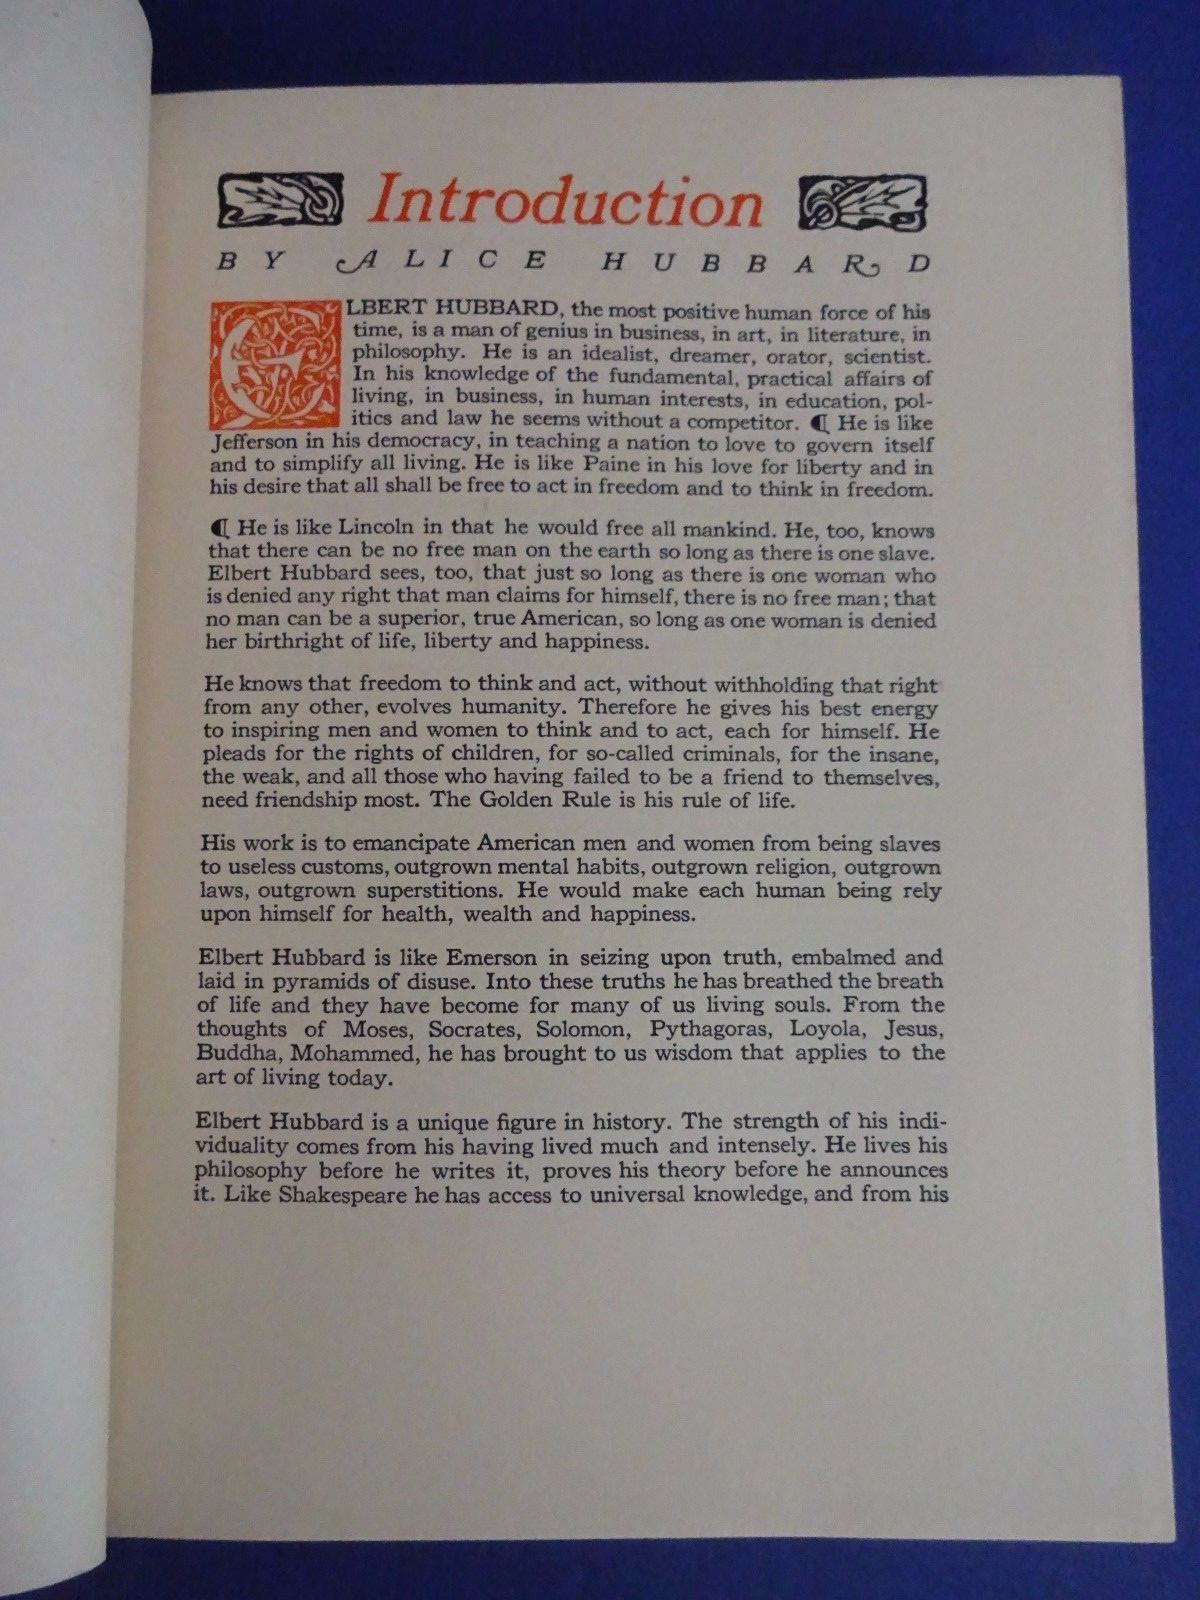 Introduction
BY ALICE HUBBARD
ELBERT HUBBARD, the most positive human force of his
time, is a man of genius in business, in art, in literature, in
philosophy. He is an idealist, dreamer, orator, scientist.
In his knowledge of the fundamental, practical affairs of
living, in business, in human interests, in education, pol-
itics and law he seems without a competitor. ¶ He is like
Jefferson in his democracy, in teaching a nation to love to govern itself
and to simplify all living. He is like Paine in his love for liberty and in
his desire that all shall be free to act in freedom and to think in freedom.
¶ He is like Lincoln in that he would free all mankind. He, too, knows
that there can be no free man on the earth so long as there is one slave.
Elbert Hubbard sees, too, that just so long as there is one woman who
is denied any right that man claims for himself, there is no free man; that
no man can be a superior, true American, so long as one woman is denied
her birthright of life, liberty and happiness.
He knows that freedom to think and act, without withholding that right
from any other, evolves humanity. Therefore he gives his best energy
to inspiring men and women to think and to act, each for himself. He
pleads for the rights of children, for so-called criminals, for the insane,
the weak, and all those who having failed to be a friend to themselves,
need friendship most. The Golden Rule is his rule of life.
His work is to emancipate American men and women from being slaves
to useless customs, outgrown mental habits, outgrown religion, outgrown
laws, outgrown superstitions. He would make each human being rely
upon himself for health, wealth and happiness.
Elbert Hubbard is like Emerson in seizing upon truth, embalmed and
laid in pyramids of disuse. Into these truths he has breathed the breath
of life and they have become for many of us living souls. From the
thoughts of Moses, Socrates, Solomon, Pythagoras, Loyola, Jesus,
Buddha, Mohammed, he has brought to us wisdom that applies to the
art of living today.
Elbert Hubbard is a unique figure in history. The strength of his indi-
viduality comes from his having lived much and intensely. He lives his
philosophy before he writes it, proves his theory before he announces
it. Like Shakespeare he has access to universal knowledge, and from his